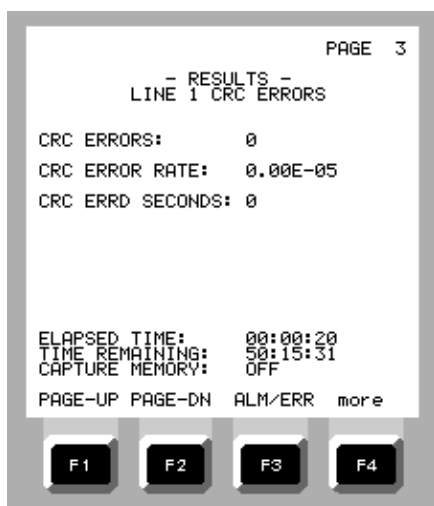 PAGE 3
- RESULTS -
LINE 1 CRC ERRORS
CRC ERRORS: 0
CRC ERROR RATE: 0.00E-05
CRC ERRD SECONDS: 0
ELAPSED TIME: 00:00:20
TIME REMAINING: 50:15:31
CAPTURE MEMORY: OFF
PAGE-UP PAGE-DN ALM/ERR more
F1 F2 F3 F4